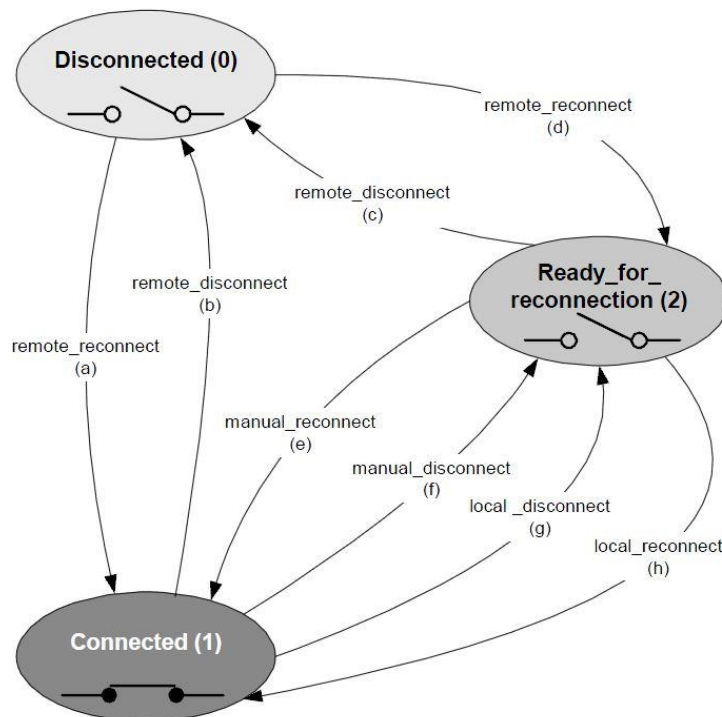 Disconnected (0)
remote_reconnect
(d)
remote_disconnect
(c)
Ready_for_
reconnection (2)
remote_disconnect
(b)
remote_reconnect
(a)
manual_reconnect
(e)
manual_disconnect
(f)
local _disconnect
(g)
local_reconnect
(h)
Connected (1)